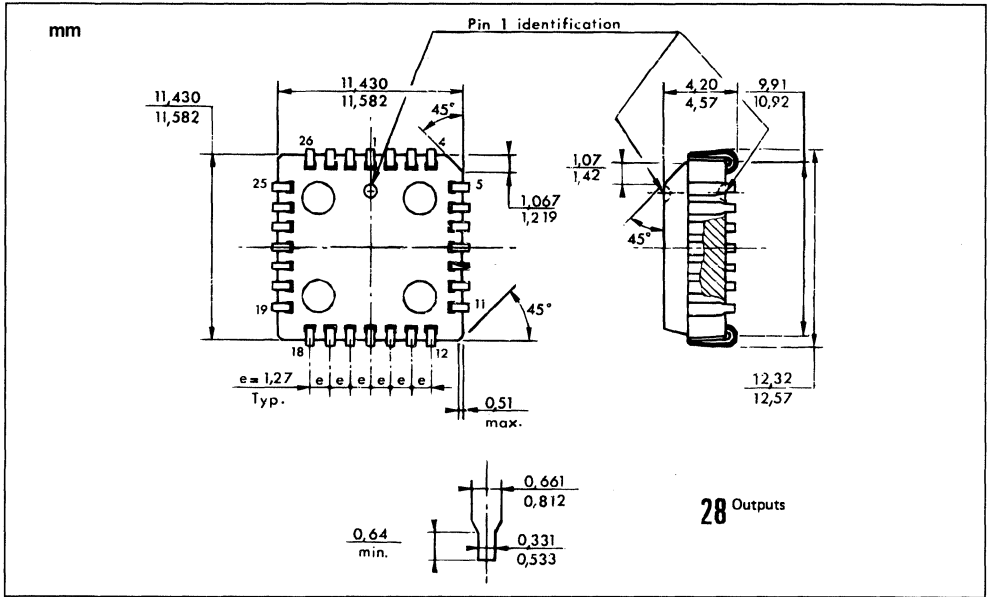 mm
Pin 1 identification
11,430
11,582
11,430
11,582
45°
4,20
4,57
9,91
10,92
26
1
4
25
5
1,067
1,219
1,07
1,42
45°
19
11
45°
18
12
e = 1,27
Typ.
e
e
e
e
e
0,51
max.
12,32
12,57
0,661
0,812
0,64
min.
0,331
0,533
28 Outputs